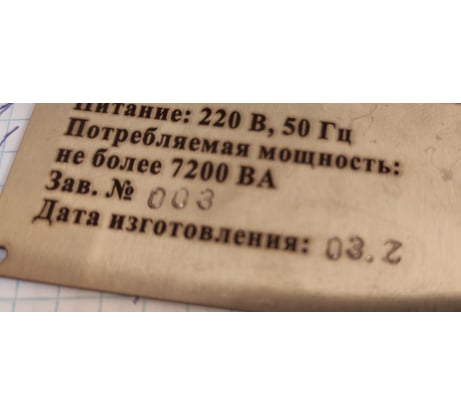 Питание: 220 В, 50 Гц
Потребляемая мощность:
не более 7200 ВА
Зав. № 003
Дата изготовления: 03.2